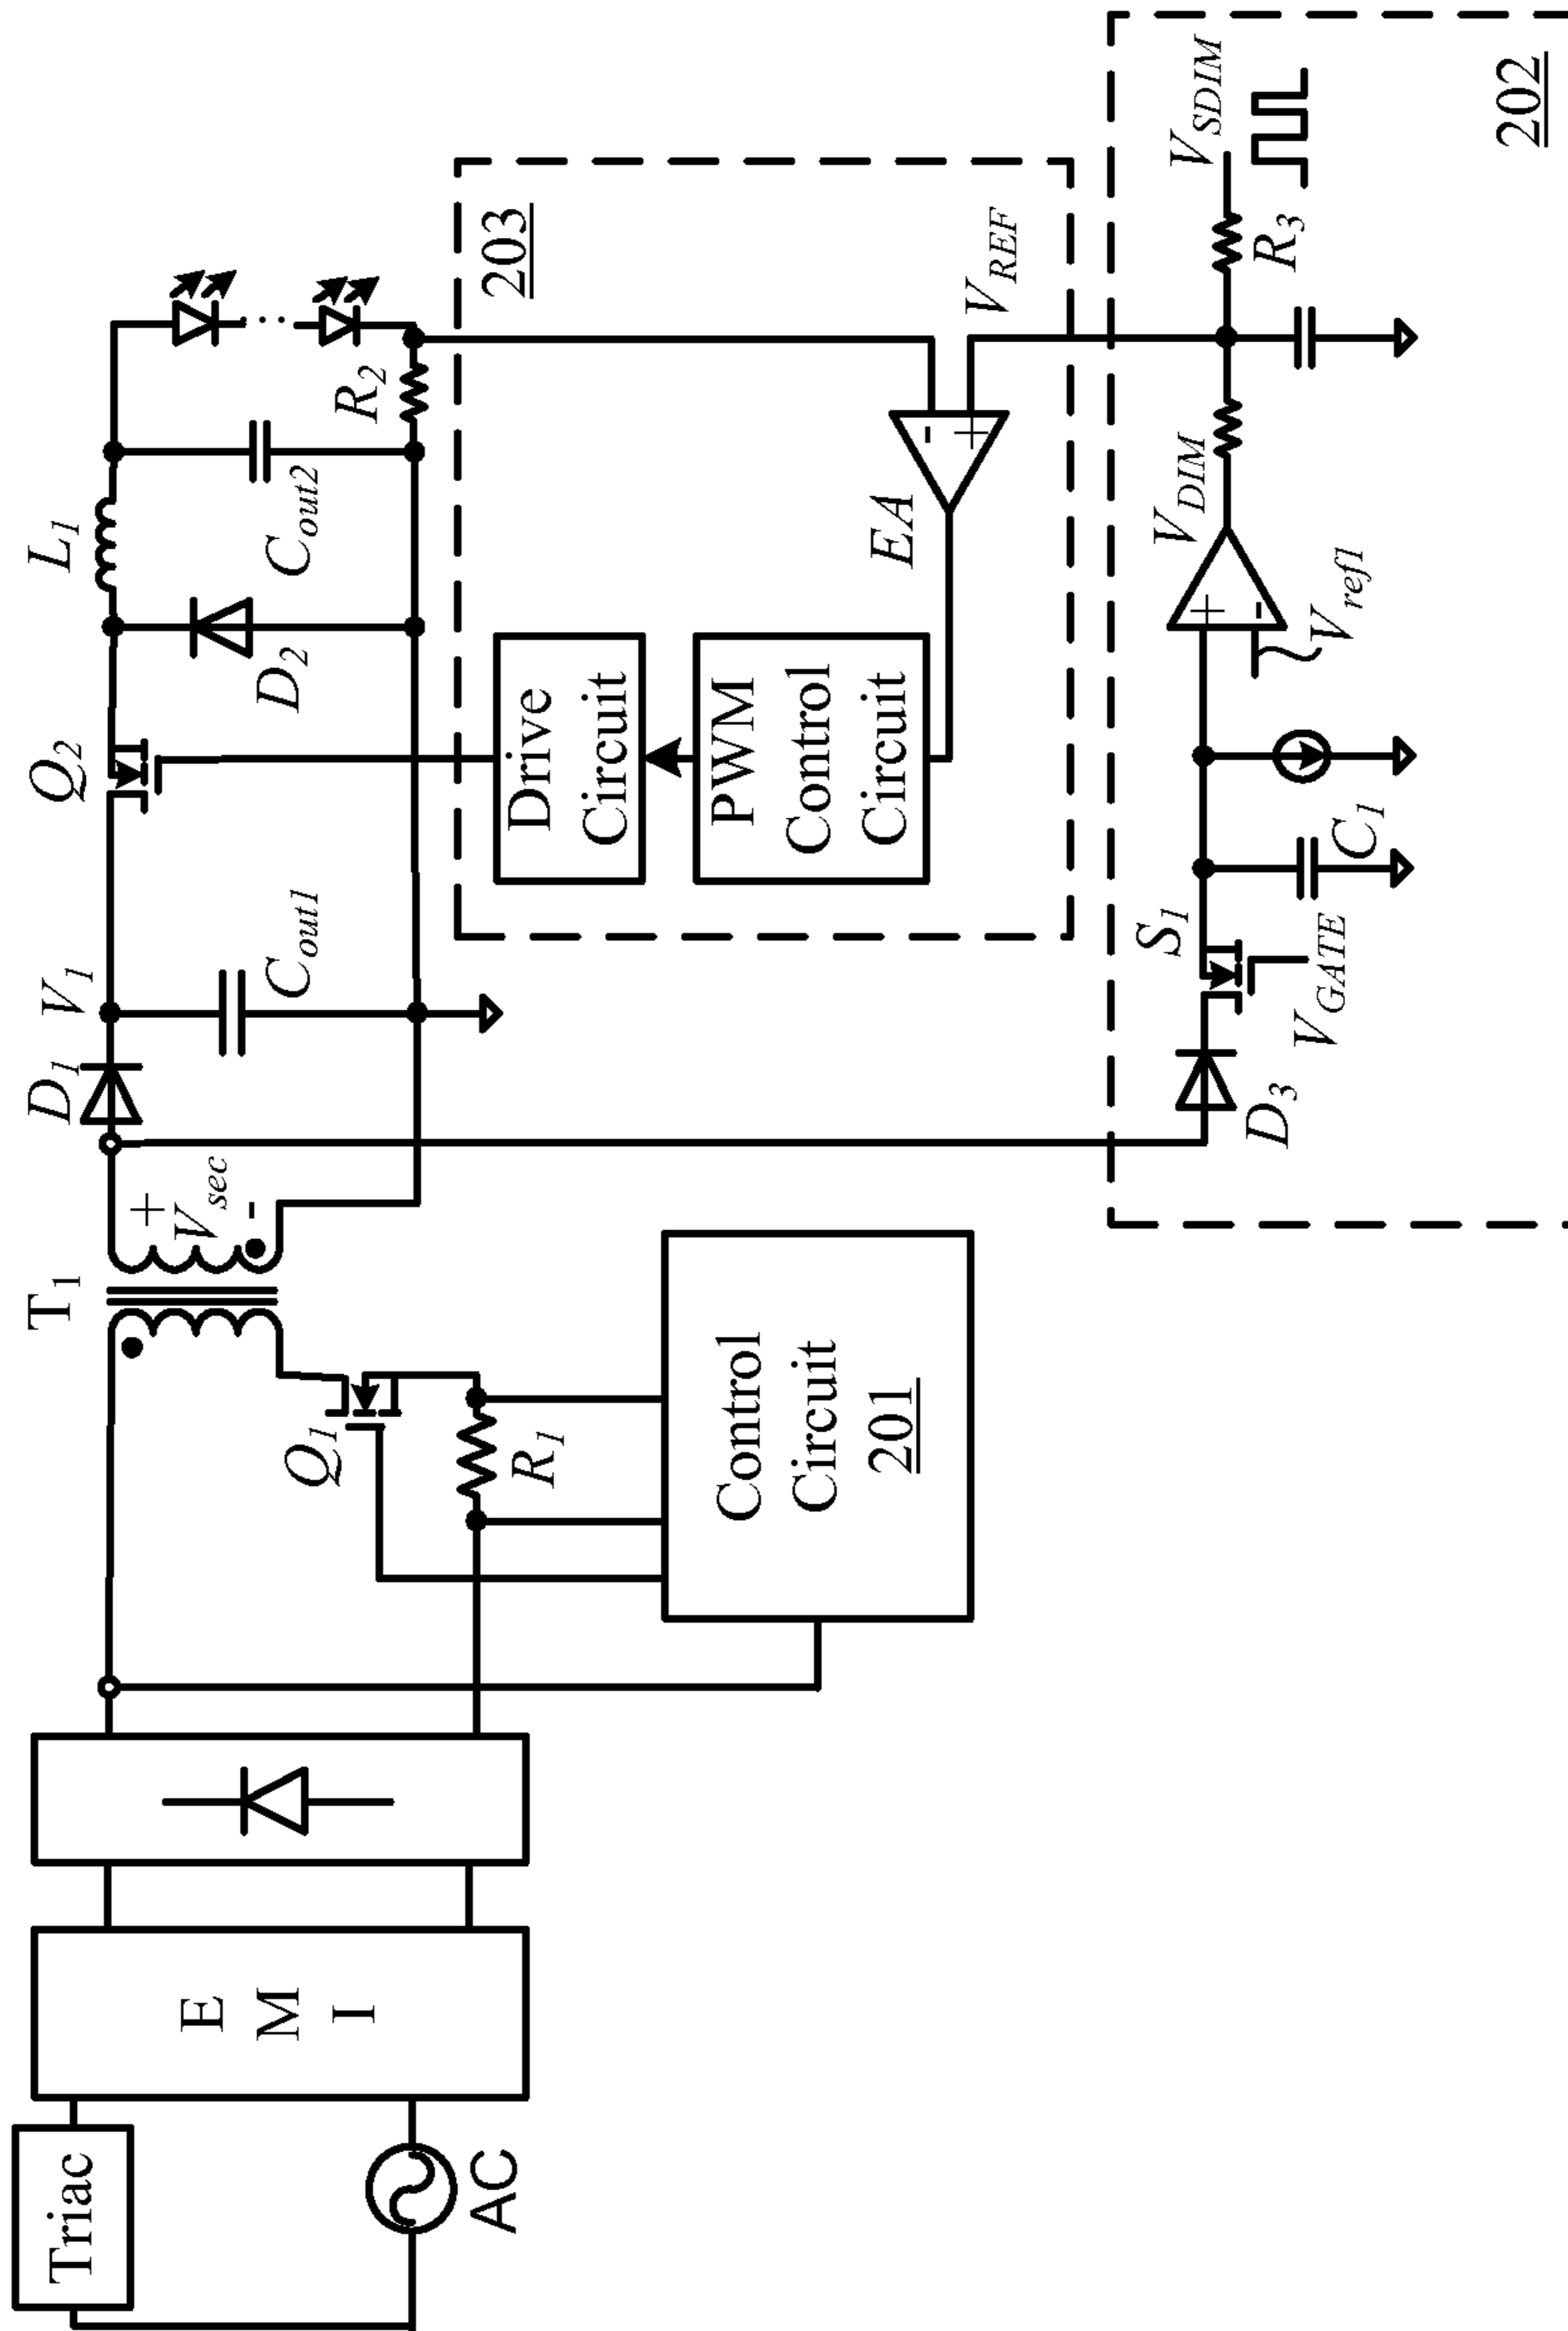 Triac
AC
E
M
I
T1
+
Vsec
-
D1
V1
Cout1
Q2
D2
L1
Cout2
R2
Q1
R1
Control
Circuit
201
203
Drive
Circuit
PWM
Control
Circuit
EA
-
+
VREF
D3
S1
VGATE
C1
+
-
Vref1
VDIM
R3
VSDIM
202